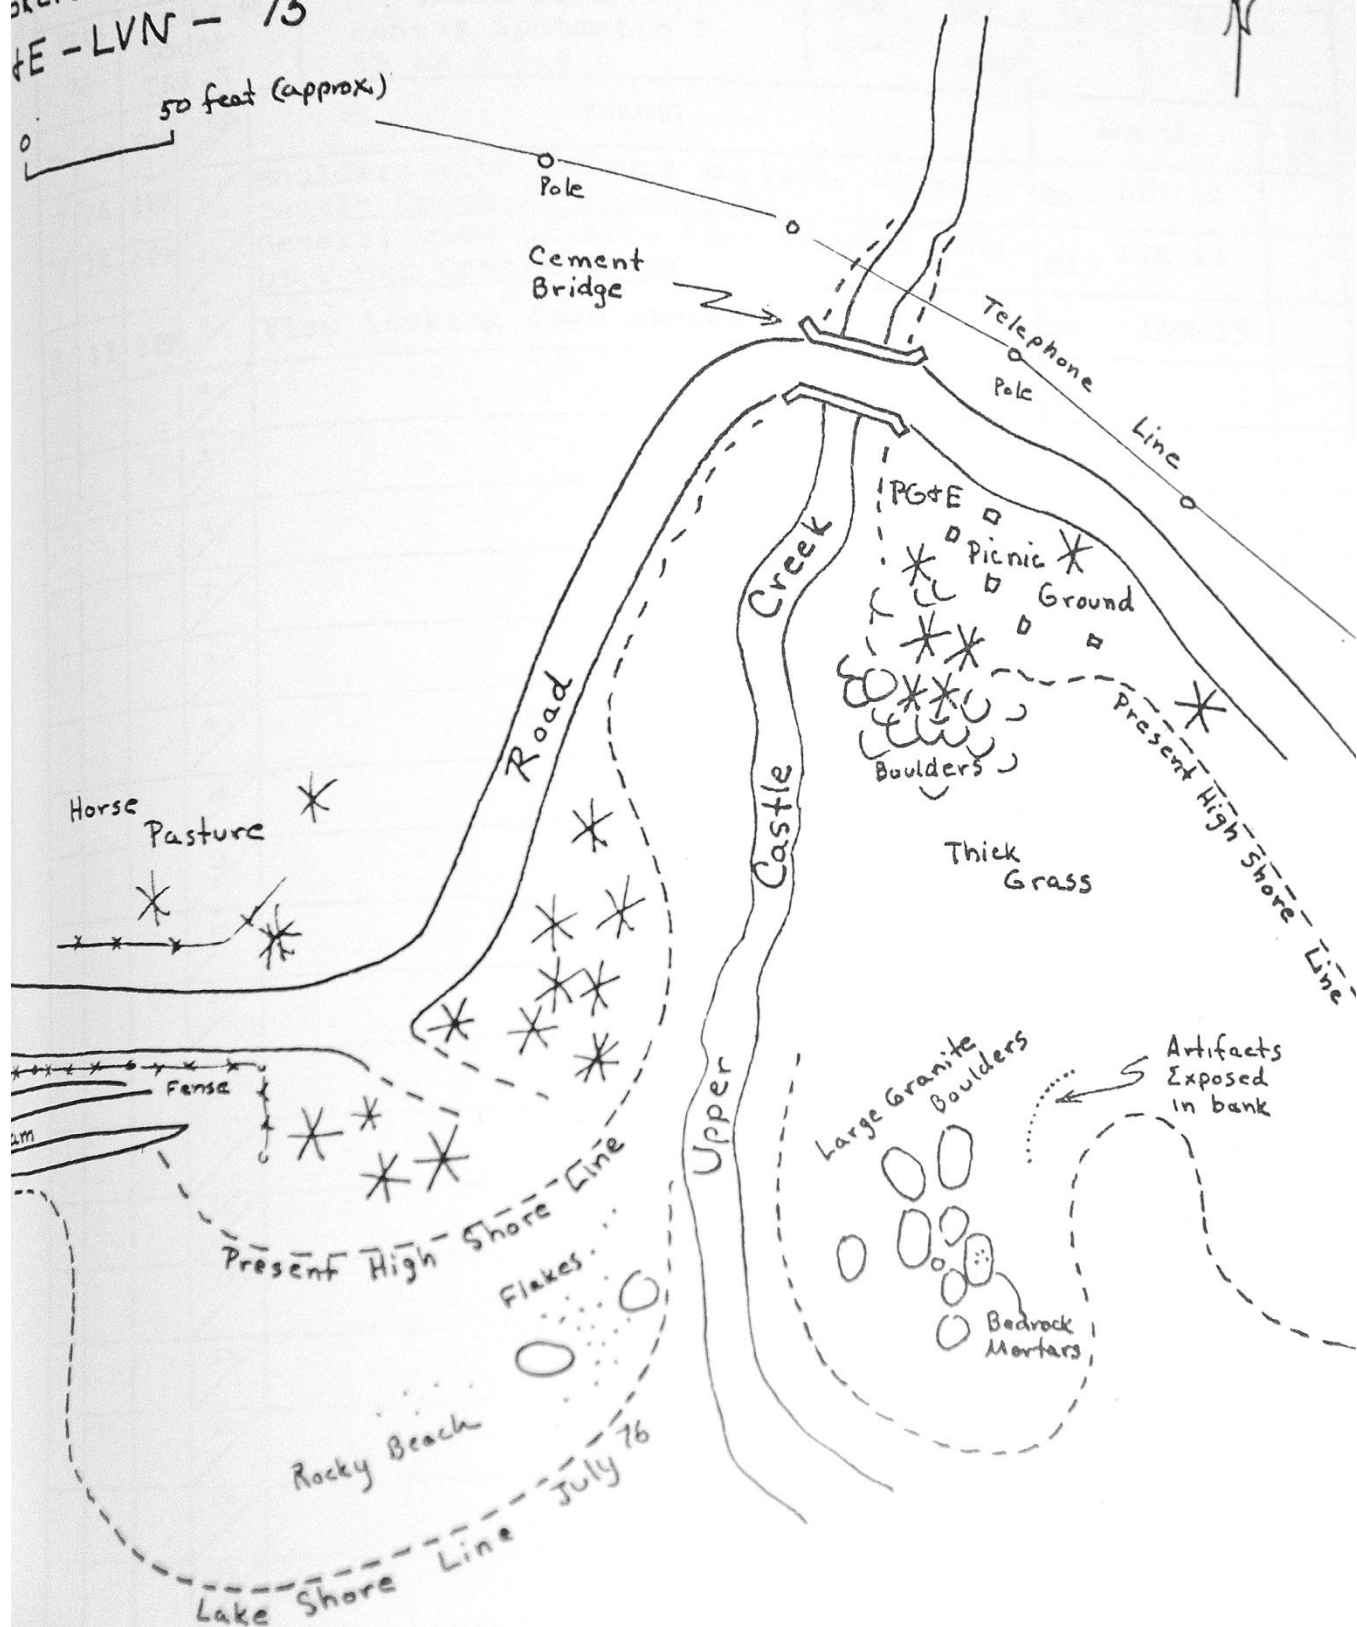 &E - LVN - 13
0
50 feet (approx.)
N
Pole
Cement
Bridge
Telephone Line
Pole
PG&E
Picnic
Ground
Creek
Road
Present High Shore Line
Boulders
Castle
Horse
Pasture
Thick
Grass
Large Granite
Boulders
Artifacts
Exposed
in bank
Fense
am
Upper
Present High Shore Line
Flakes
Bedrock
Mortars
Rocky Beach
Lake Shore Line July 76